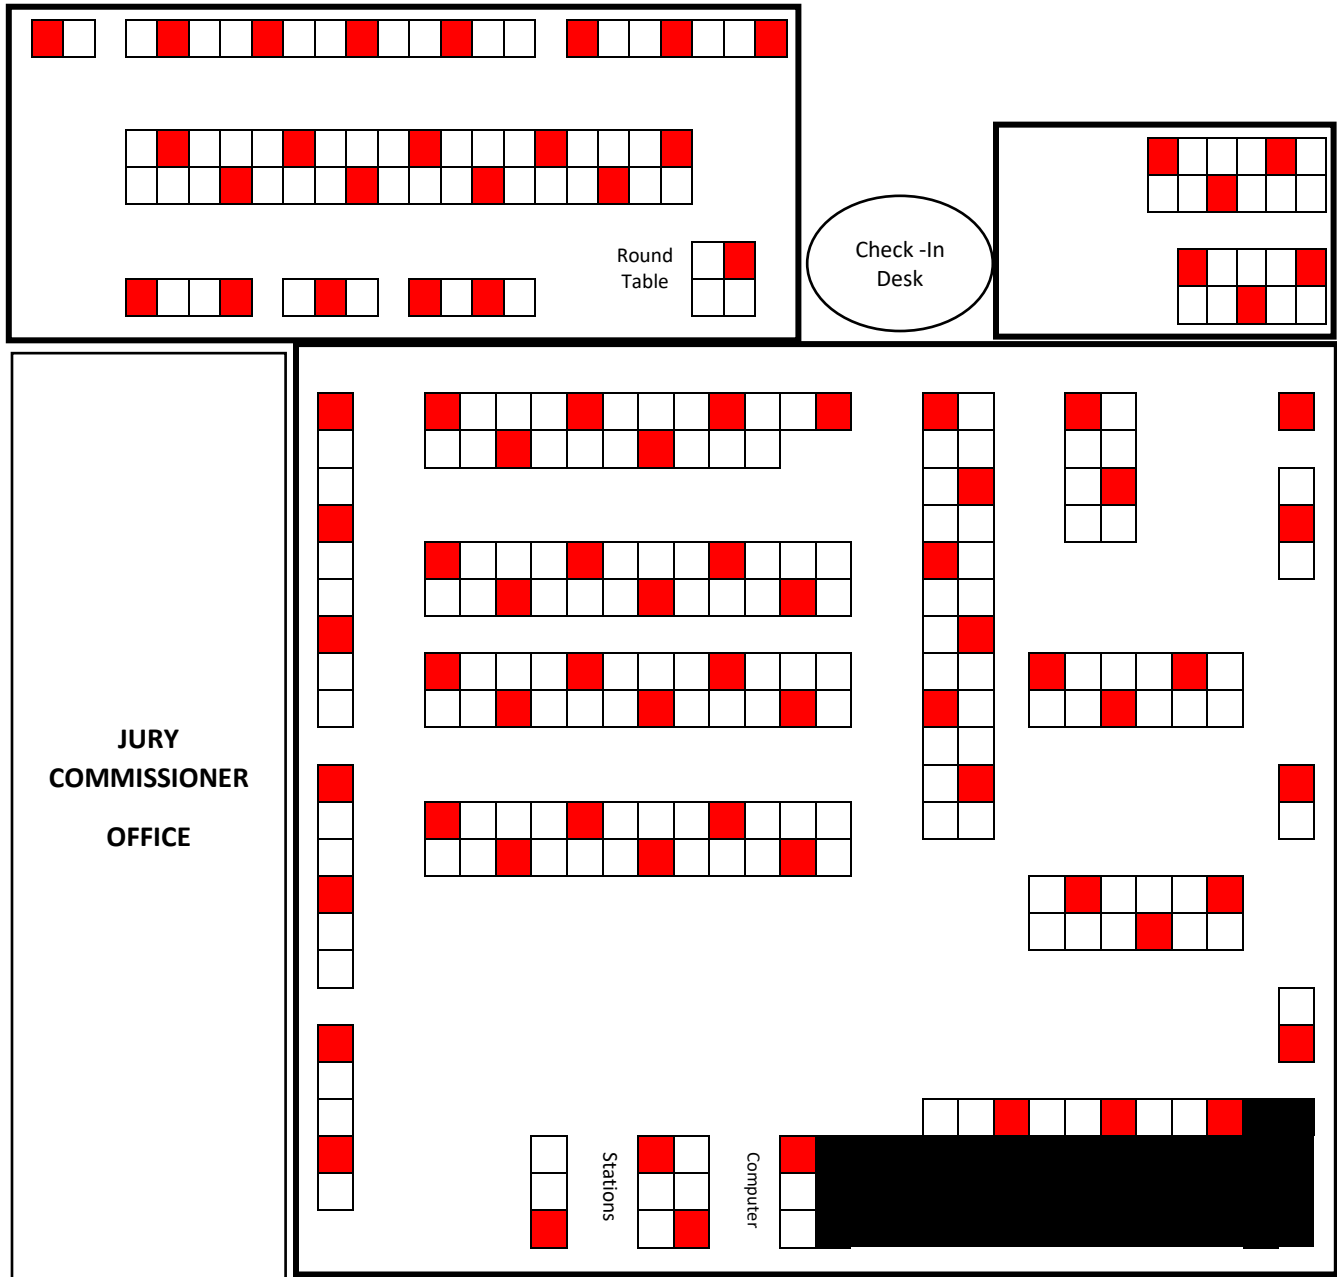 Round
Table
Check -In
Desk
JURY
COMMISSIONER
OFFICE
Stations
Computer